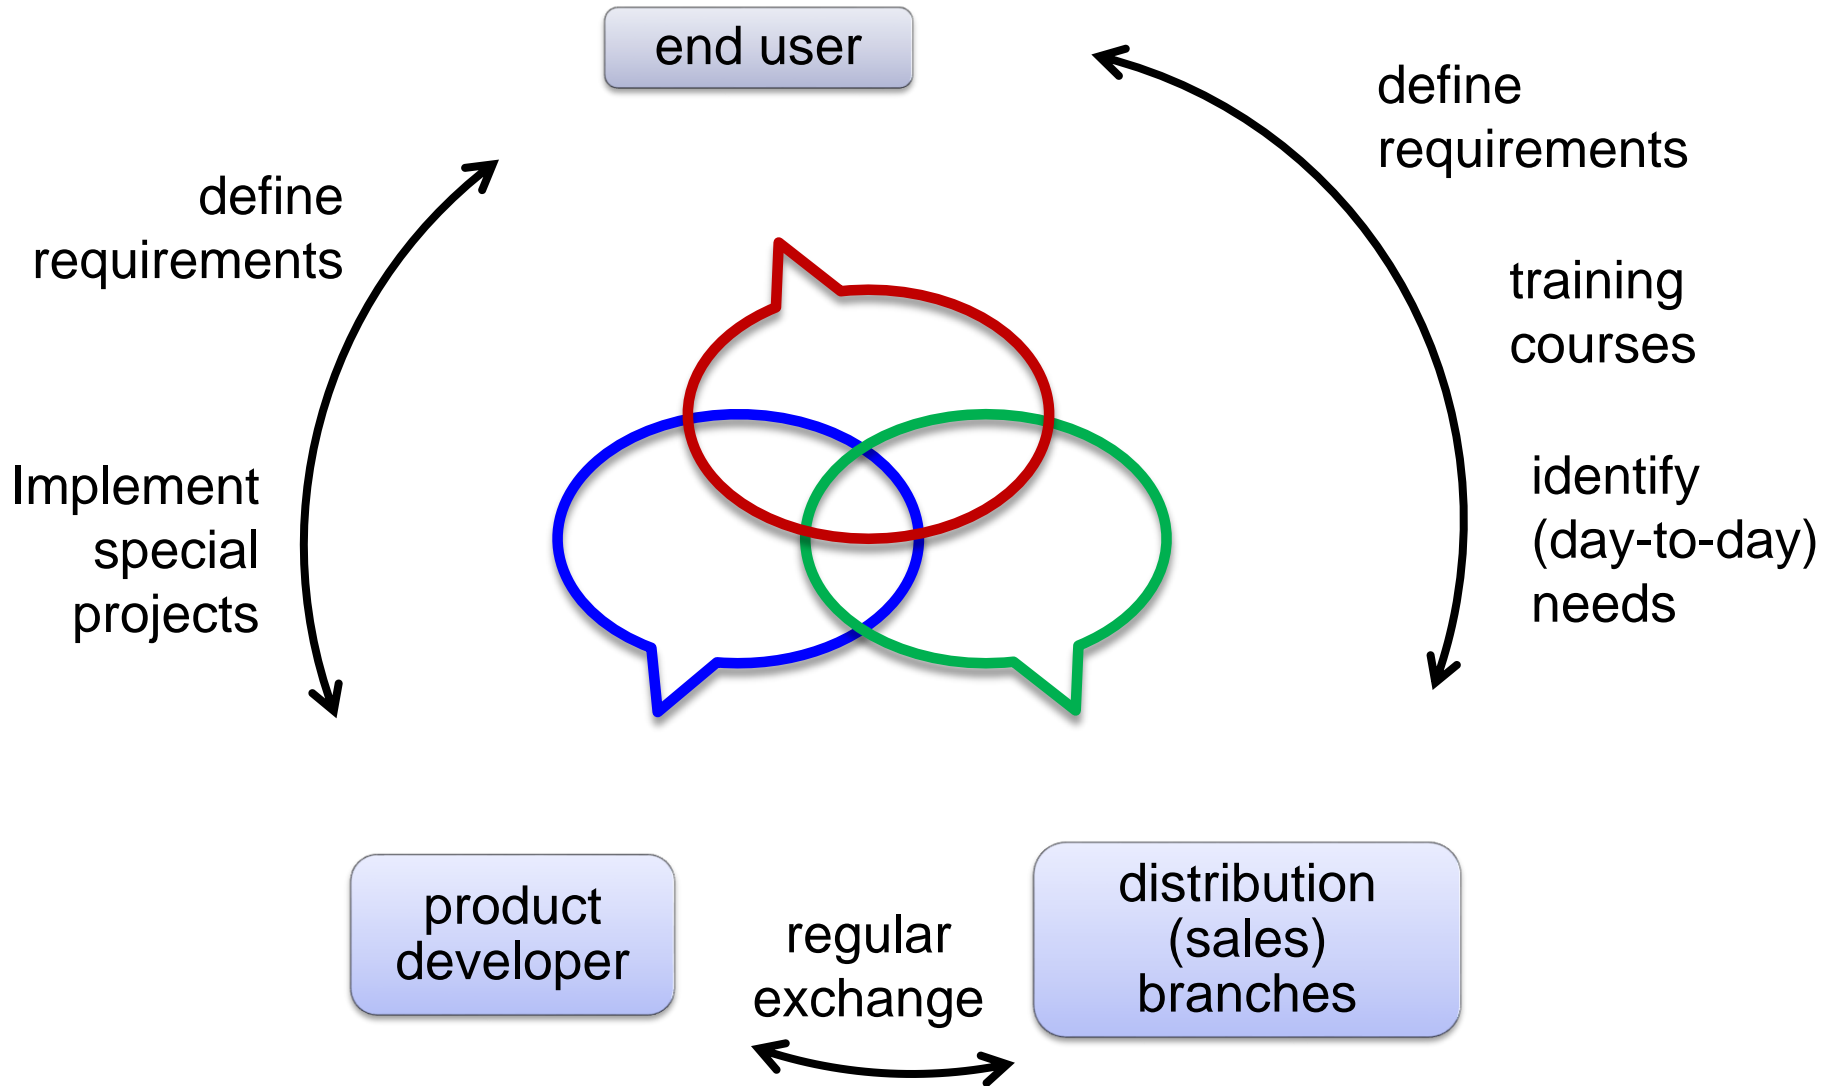 end user
define
requirements
define
requirements
training
courses
Implement
special
projects
identify
(day-to-day)
needs
product
developer
regular
exchange
distribution
(sales)
branches